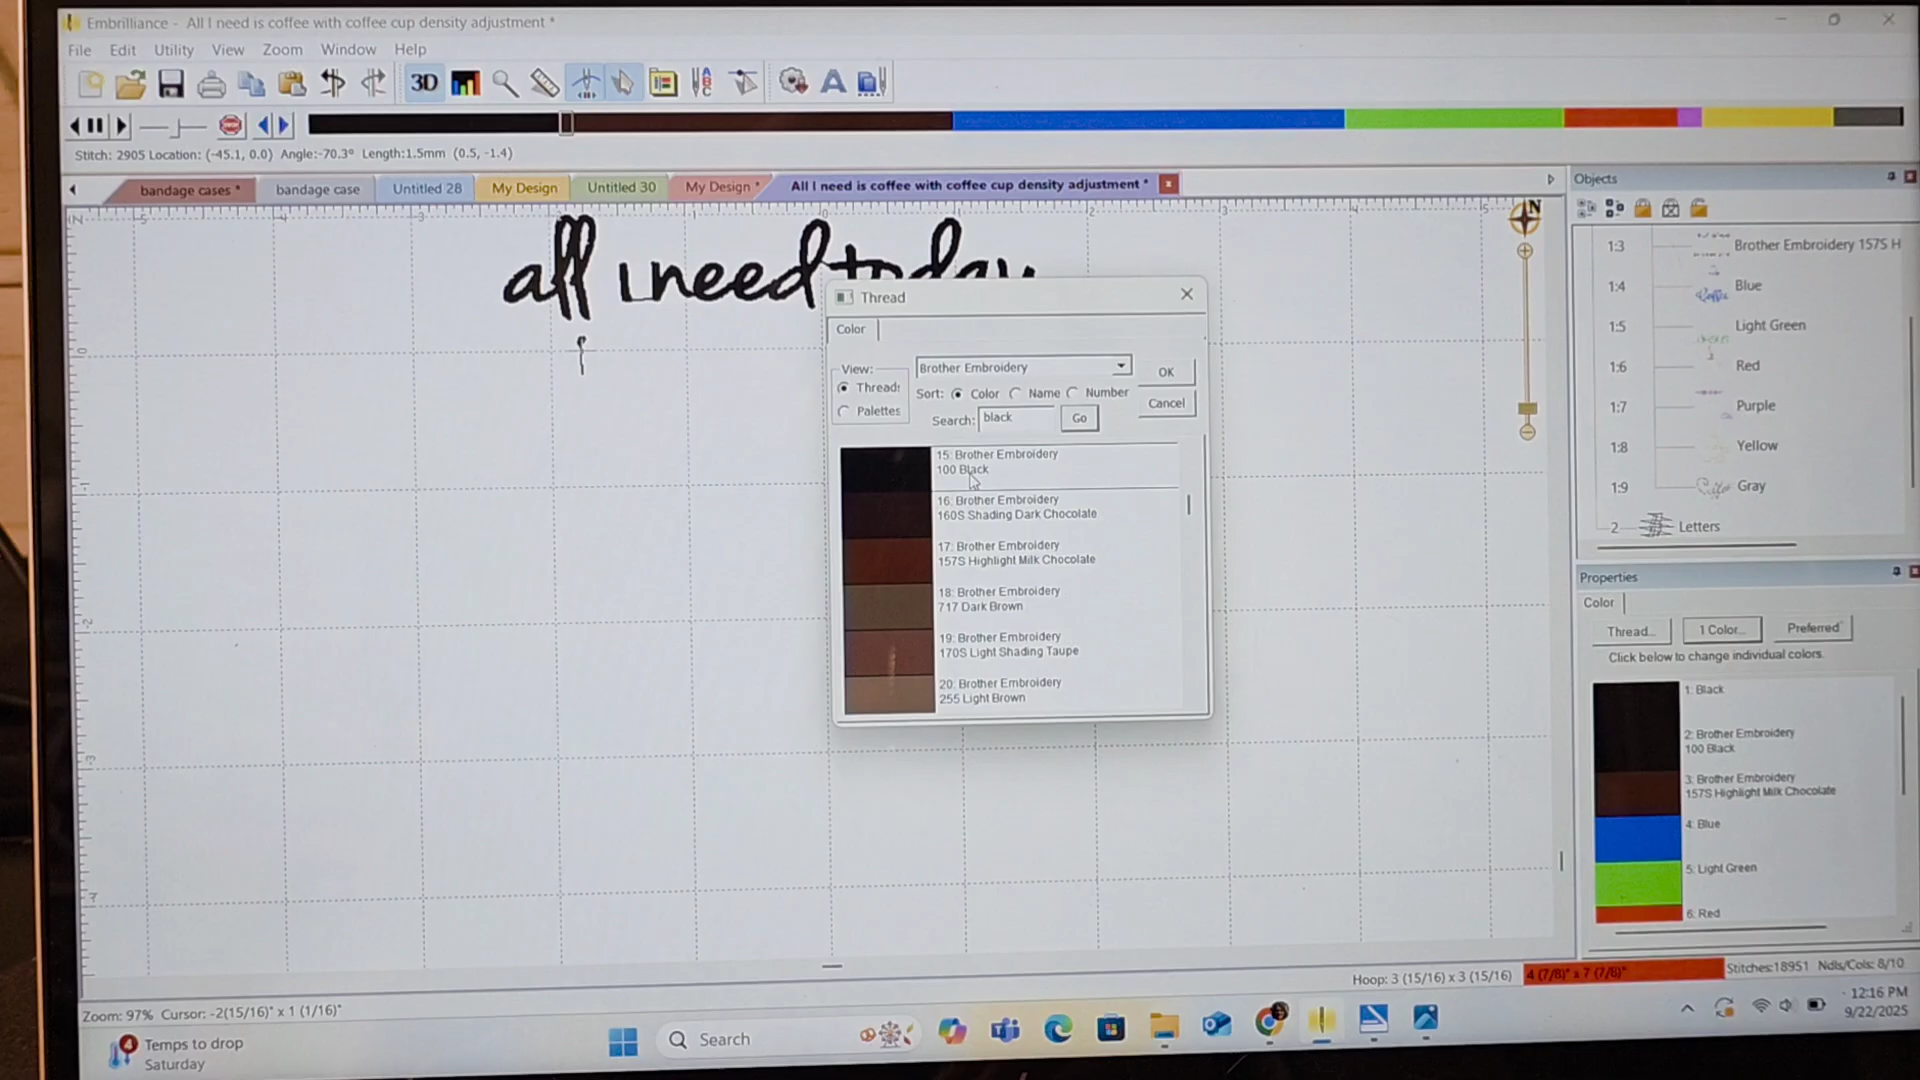 Embrilliance - All I need is coffee with coffee cup density adjustment *
File Edit Utility View Zoom Window Help
3D
Stitch: 2905 Location: (-45.1, 0.0) Angle:-70.3° Length:1.5mm (0.5, -1.4)
bandage cases * bandage case Untitled 28 My Design Untitled 30 My Design * All I need is coffee with coffee cup density adjustment *
all i need today
Thread
Color
View: Brother Embroidery OK
Thread: Sort: Color Name Number
Palettes Search: black Go Cancel
15: Brother Embroidery
100 Black
16: Brother Embroidery
160S Shading Dark Chocolate
17: Brother Embroidery
157S Highlight Milk Chocolate
18: Brother Embroidery
717 Dark Brown
19: Brother Embroidery
170S Light Shading Taupe
20: Brother Embroidery
255 Light Brown
Objects
1:3 Brother Embroidery 157S H
1:4 Blue
1:5 Light Green
1:6 Red
1:7 Purple
1:8 Yellow
1:9 Gray
2 Letters
Properties
Color
Thread... 1 Color... Preferred
Click below to change individual colors.
1: Black
2: Brother Embroidery
100 Black
3: Brother Embroidery
157S Highlight Milk Chocolate
4: Blue
5: Light Green
6: Red
Hoop: 3 (15/16) x 3 (15/16) 4 (7/8)" x 7 (7/8)" Stitches:18951 Ndls/Cols: 8/10
Zoom: 97% Cursor: -2(15/16)" x 1 (1/16)"
4 Temps to drop
Saturday
Search
12:16 PM
9/22/2025